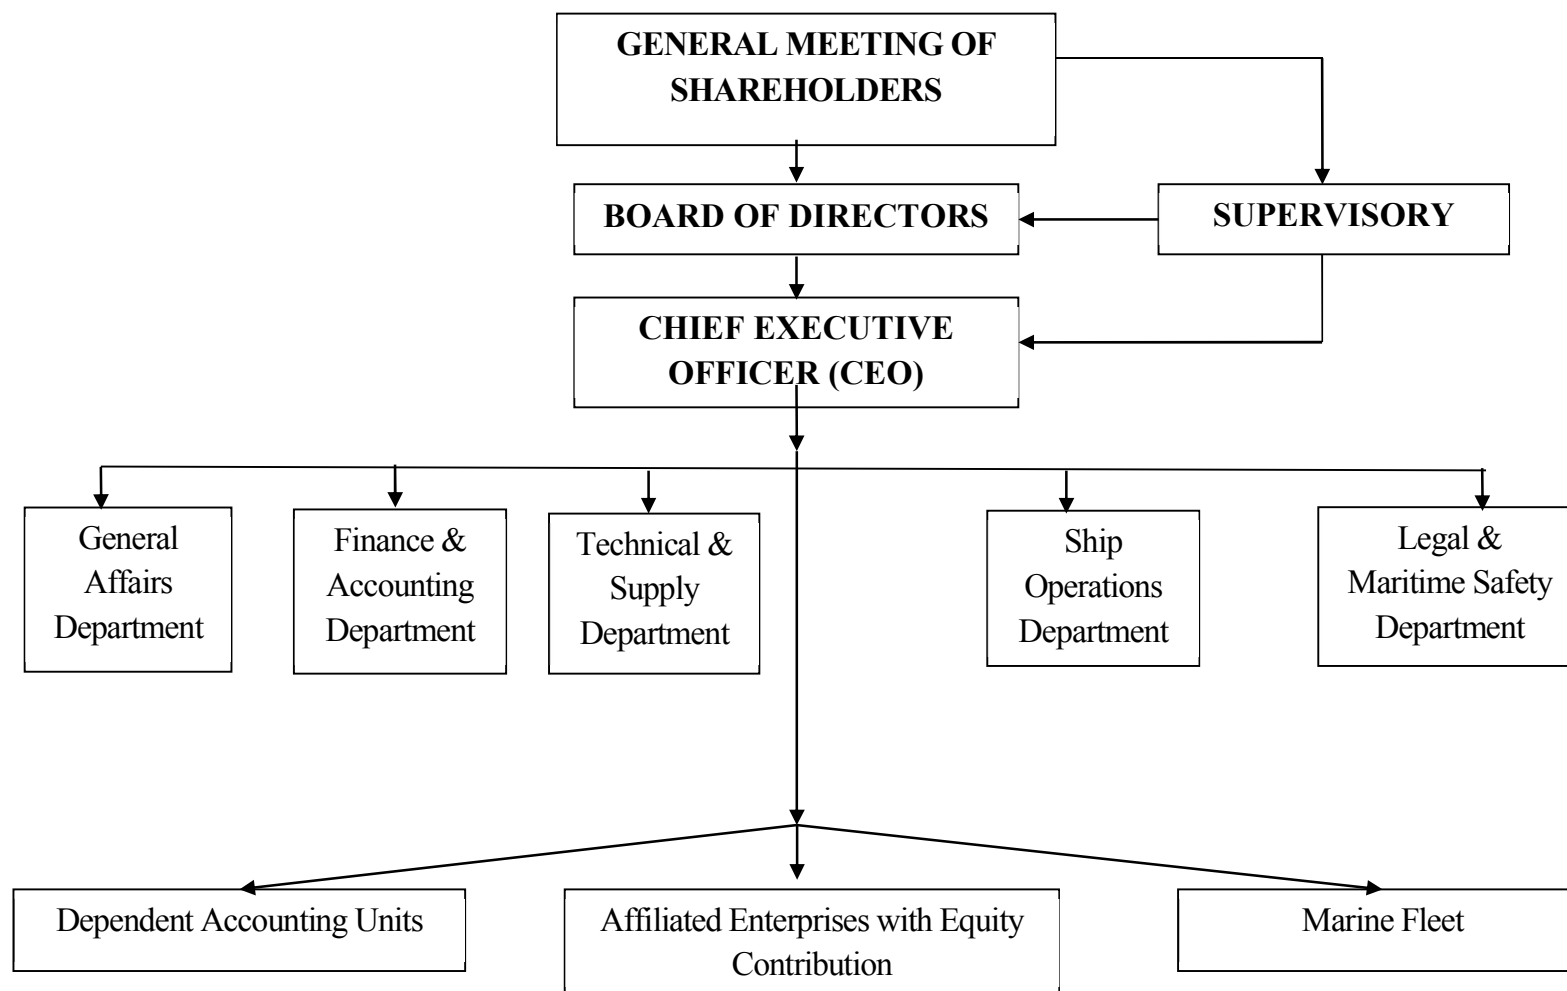 GENERAL MEETING OF
SHAREHOLDERS
BOARD OF DIRECTORS
SUPERVISORY
CHIEF EXECUTIVE
OFFICER (CEO)
General
Affairs
Department
Finance &
Accounting
Department
Technical &
Supply
Department
Ship
Operations
Department
Legal &
Maritime Safety
Department
Dependent Accounting Units
Affiliated Enterprises with Equity
Contribution
Marine Fleet